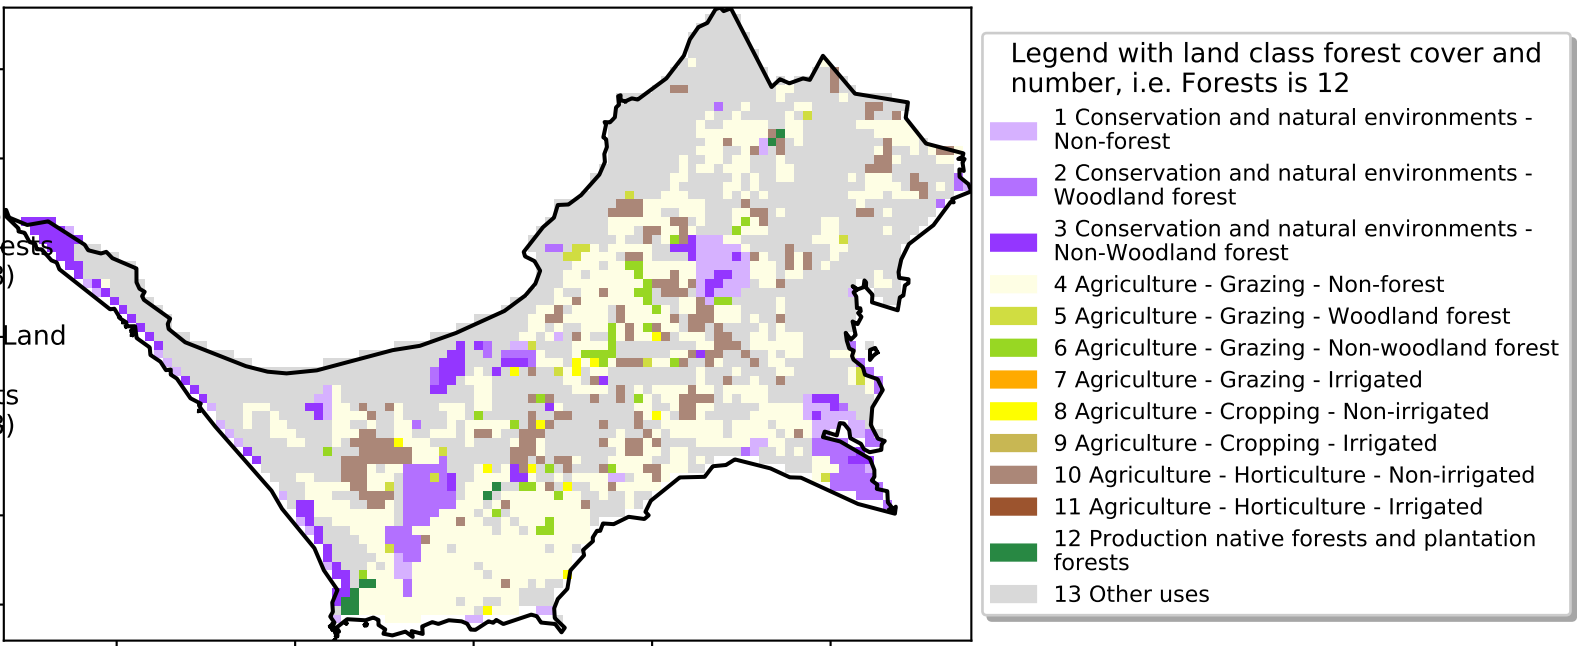 Legend with land class forest cover and
number, i.e. Forests is 12
1 Conservation and natural environments -
Non-forest
2 Conservation and natural environments -
Woodland forest
3 Conservation and natural environments -
Non-Woodland forest
4 Agriculture - Grazing - Non-forest
5 Agriculture - Grazing - Woodland forest
6 Agriculture - Grazing - Non-woodland forest
7 Agriculture - Grazing - Irrigated
8 Agriculture - Cropping - Non-irrigated
9 Agriculture - Cropping - Irrigated
10 Agriculture - Horticulture - Non-irrigated
11 Agriculture - Horticulture - Irrigated
12 Production native forests and plantation
forests
13 Other uses
ests
Land